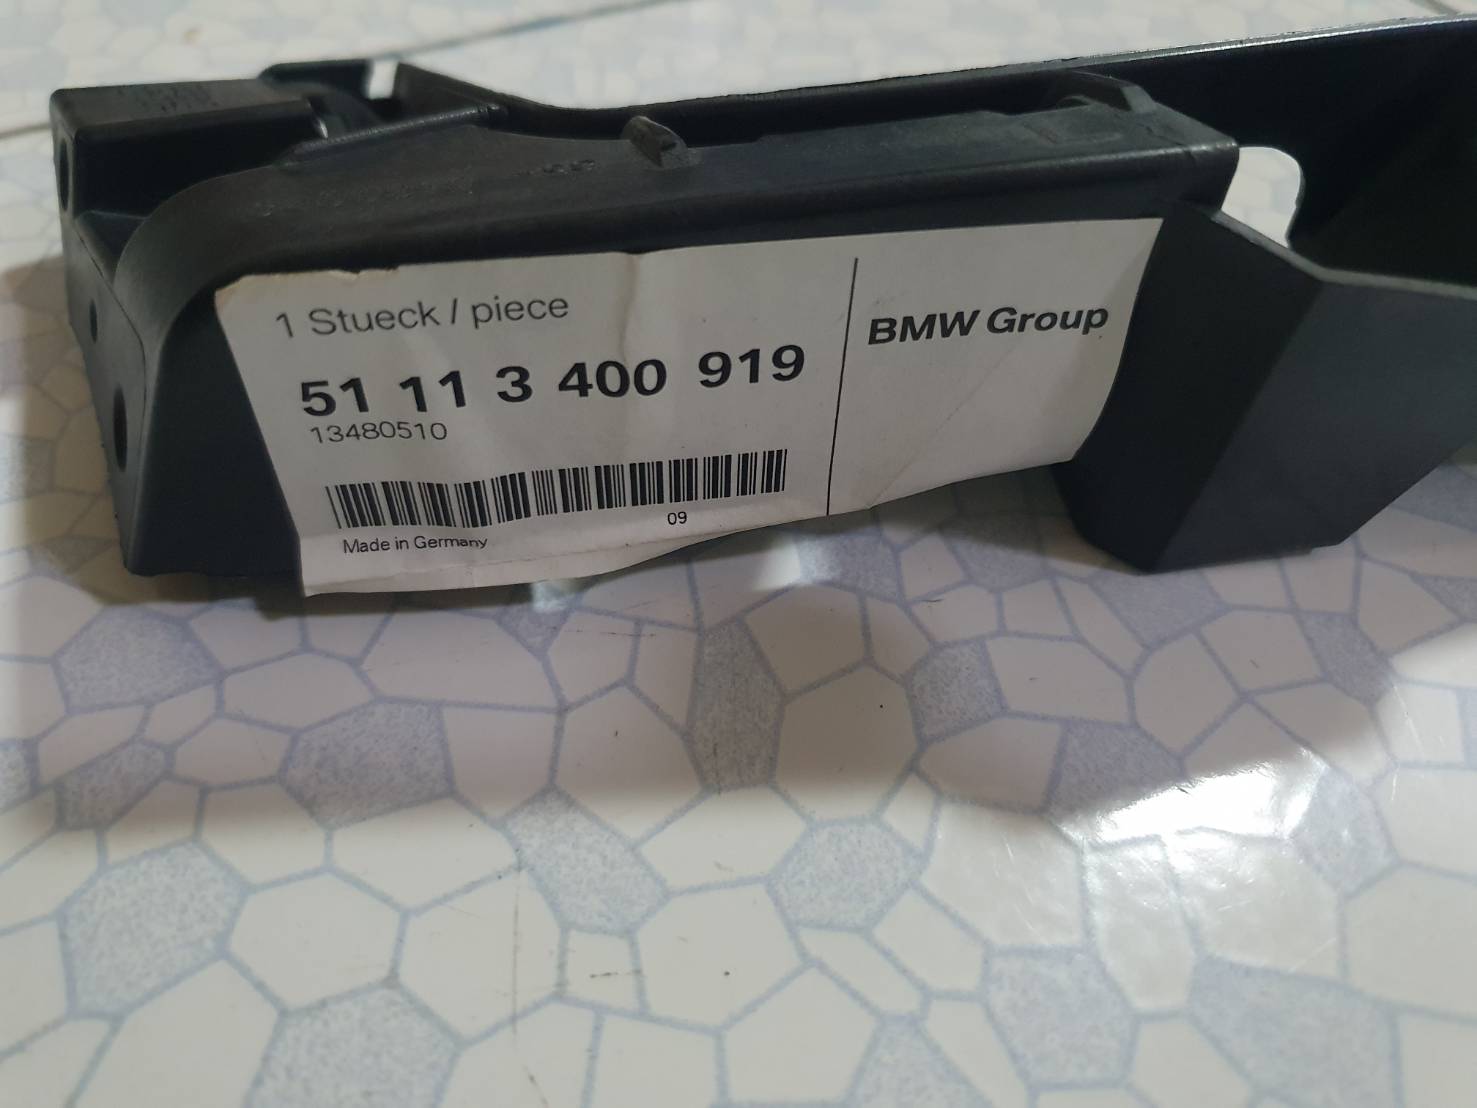 1 Stueck / piece
51 11 3 400 919
13480510
09
Made in Germany
BMW Group